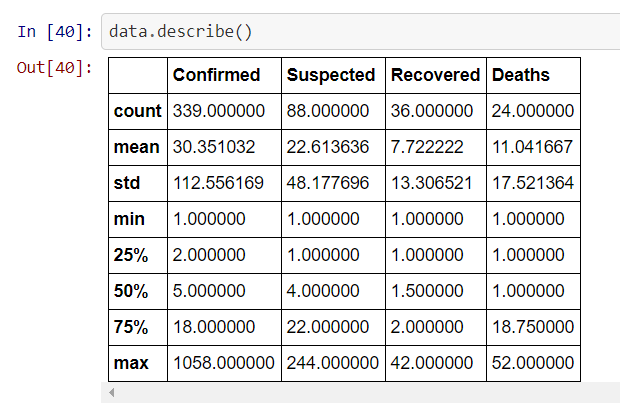 In [40]: data.describe()
Out[40]:
Confirmed Suspected Recovered Deaths
count 339.000000 88.000000 36.000000 24.000000
mean 30.351032 22.613636 7.722222 11.041667
std 112.556169 48.177696 13.306521 17.521364
min 1.000000 1.000000 1.000000 1.000000
25% 2.000000 1.000000 1.000000 1.000000
50% 5.000000 4.000000 1.500000 1.000000
75% 18.000000 22.000000 2.000000 18.750000
max 1058.000000 244.000000 42.000000 52.000000